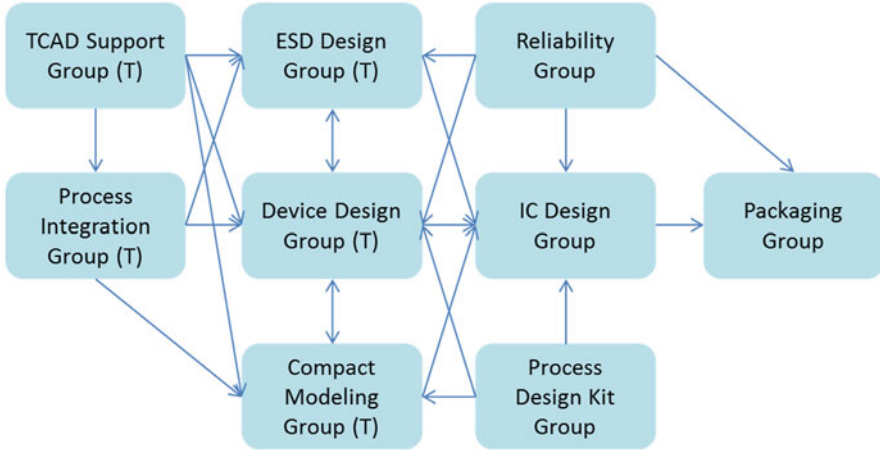 TCAD Support
Group (T)
ESD Design
Group (T)
Reliability
Group
Process
Integration
Group (T)
Device Design
Group (T)
IC Design
Group
Packaging
Group
Compact
Modeling
Group (T)
Process
Design Kit
Group